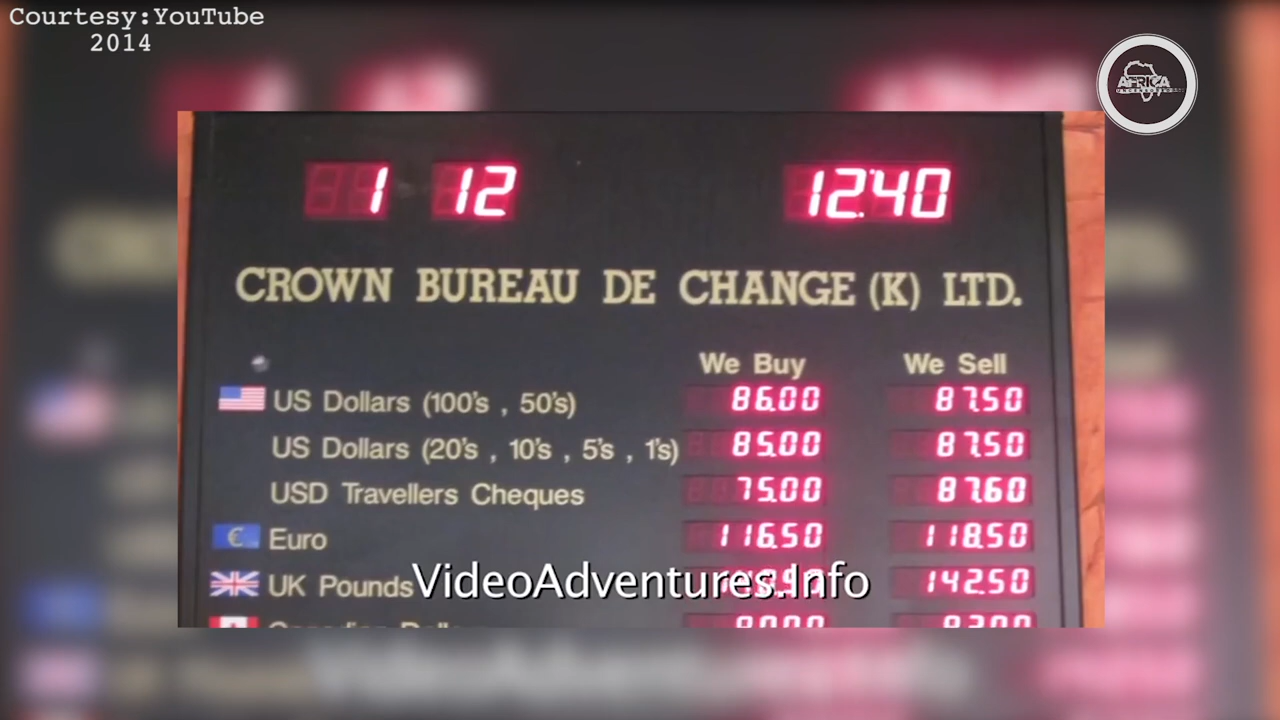 Courtesy:YouTube
2014
AFRICA
1 12 12:40
CROWN BUREAU DE CHANGE (K) LTD.
We Buy We Sell
US Dollars (100's , 50's) 86.00 87.50
US Dollars (20's , 10's , 5's , 1's) 85.00 87.50
USD Travellers Cheques 75.00 87.60
Euro 116.50 118.50
UK Pounds 142.50
VideoAdventures.Info